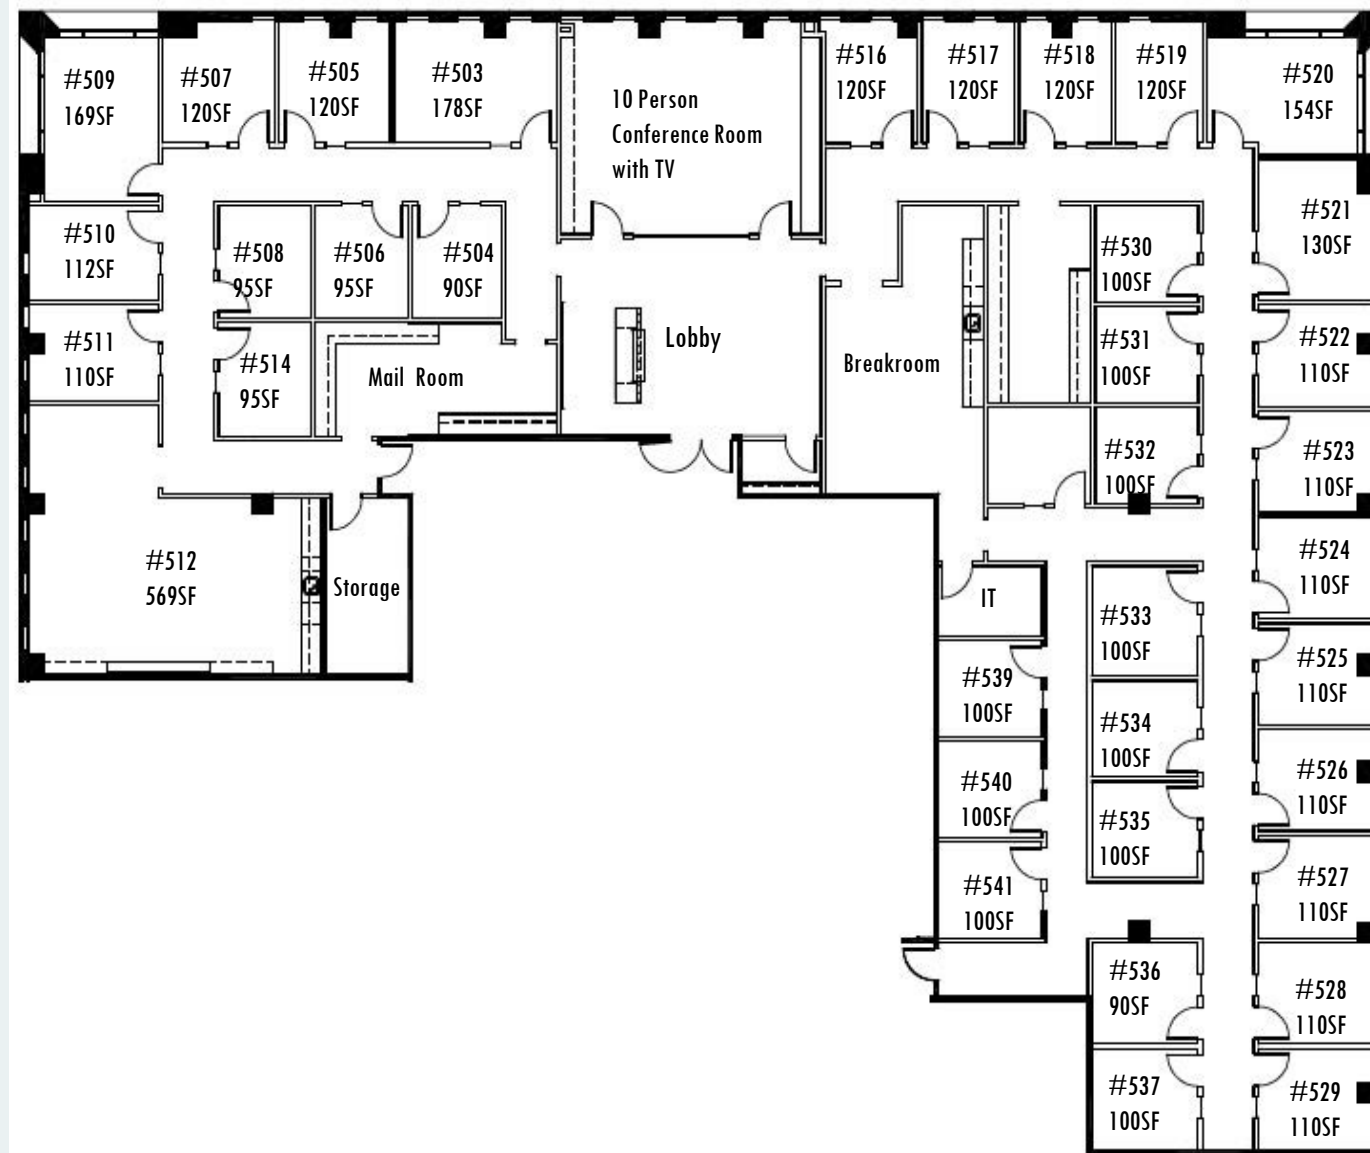 #509
169SF
#507
120SF
#505
120SF
#503
178SF
10 Person
Conference Room
with TV
#516
120SF
#517
120SF
#518
120SF
#519
120SF
#520
154SF
#510
112SF
#508
95SF
#506
95SF
#504
90SF
#521
130SF
#530
100SF
#511
110SF
#514
95SF
Mail Room
Lobby
Breakroom
#531
100SF
#522
110SF
#532
100SF
#523
110SF
#512
569SF
Storage
IT
#524
110SF
#533
100SF
#539
100SF
#525
110SF
#534
100SF
#540
100SF
#526
110SF
#535
100SF
#541
100SF
#527
110SF
#536
90SF
#528
110SF
#537
100SF
#529
110SF